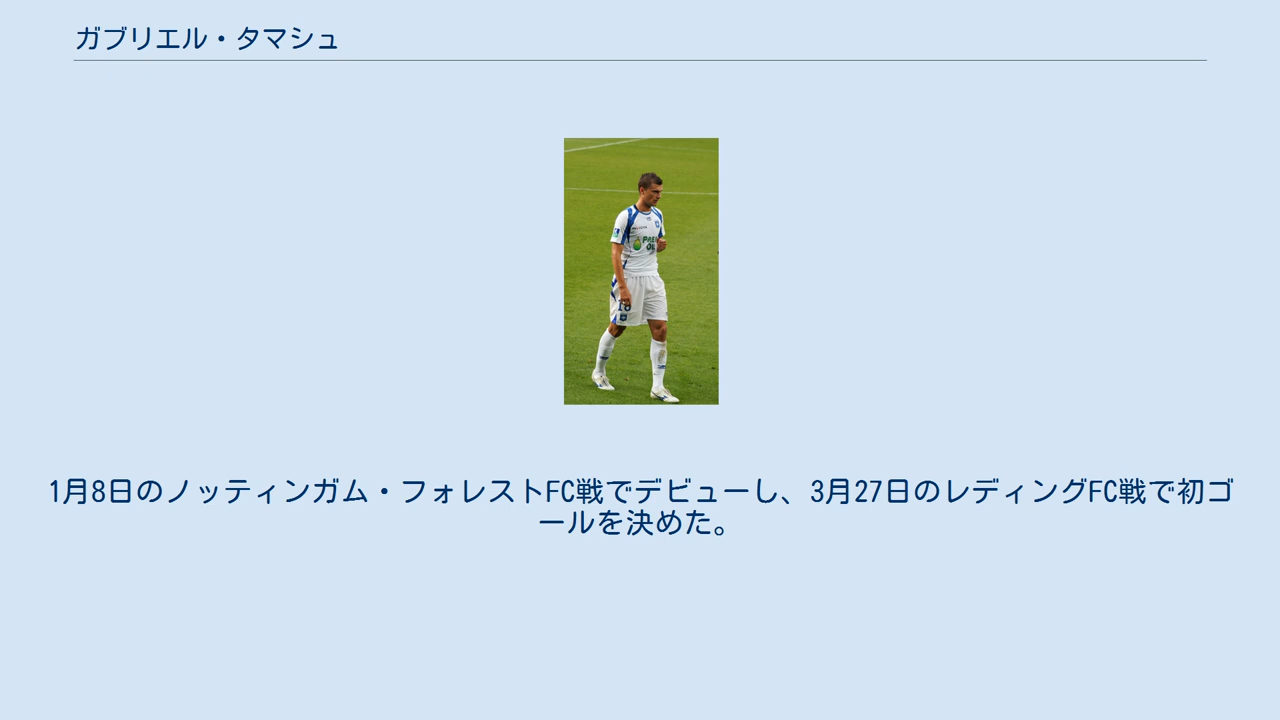 ガブリエル・タマシュ
18
1月8日のノッティンガム・フォレストFC戦でデビューし、3月27日のレディングFC戦で初ゴ
ールを決めた。